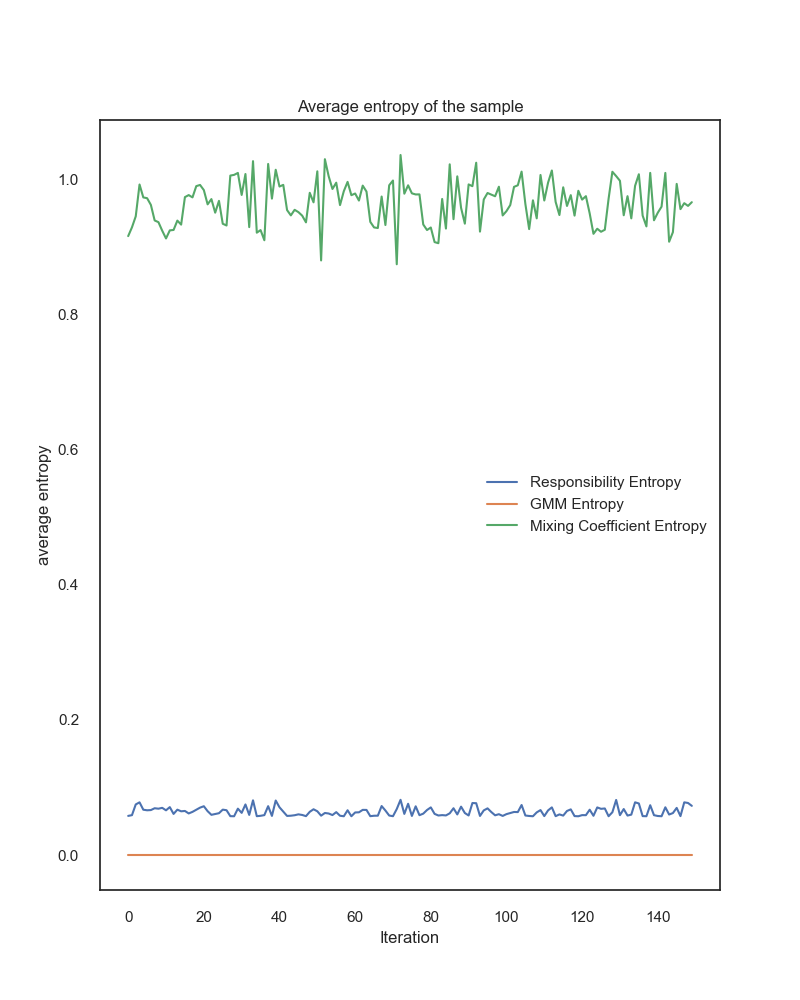 Average entropy of the sample
1.0
0.8
0.6
0.4
0.2
0.0
average entropy
Responsibility Entropy
GMM Entropy
Mixing Coefficient Entropy
0 20 40 60 80 100 120 140
Iteration